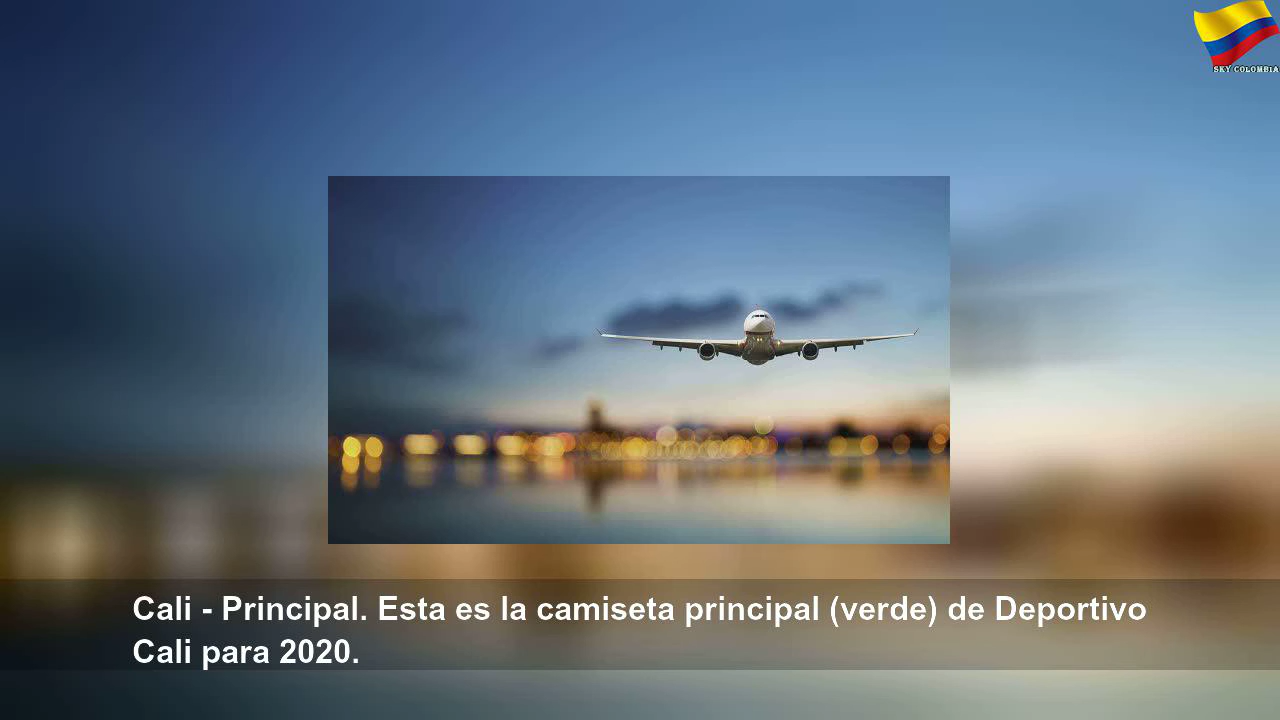 SKY COLOMBIA
Cali - Principal. Esta es la camiseta principal (verde) de Deportivo
Cali para 2020.